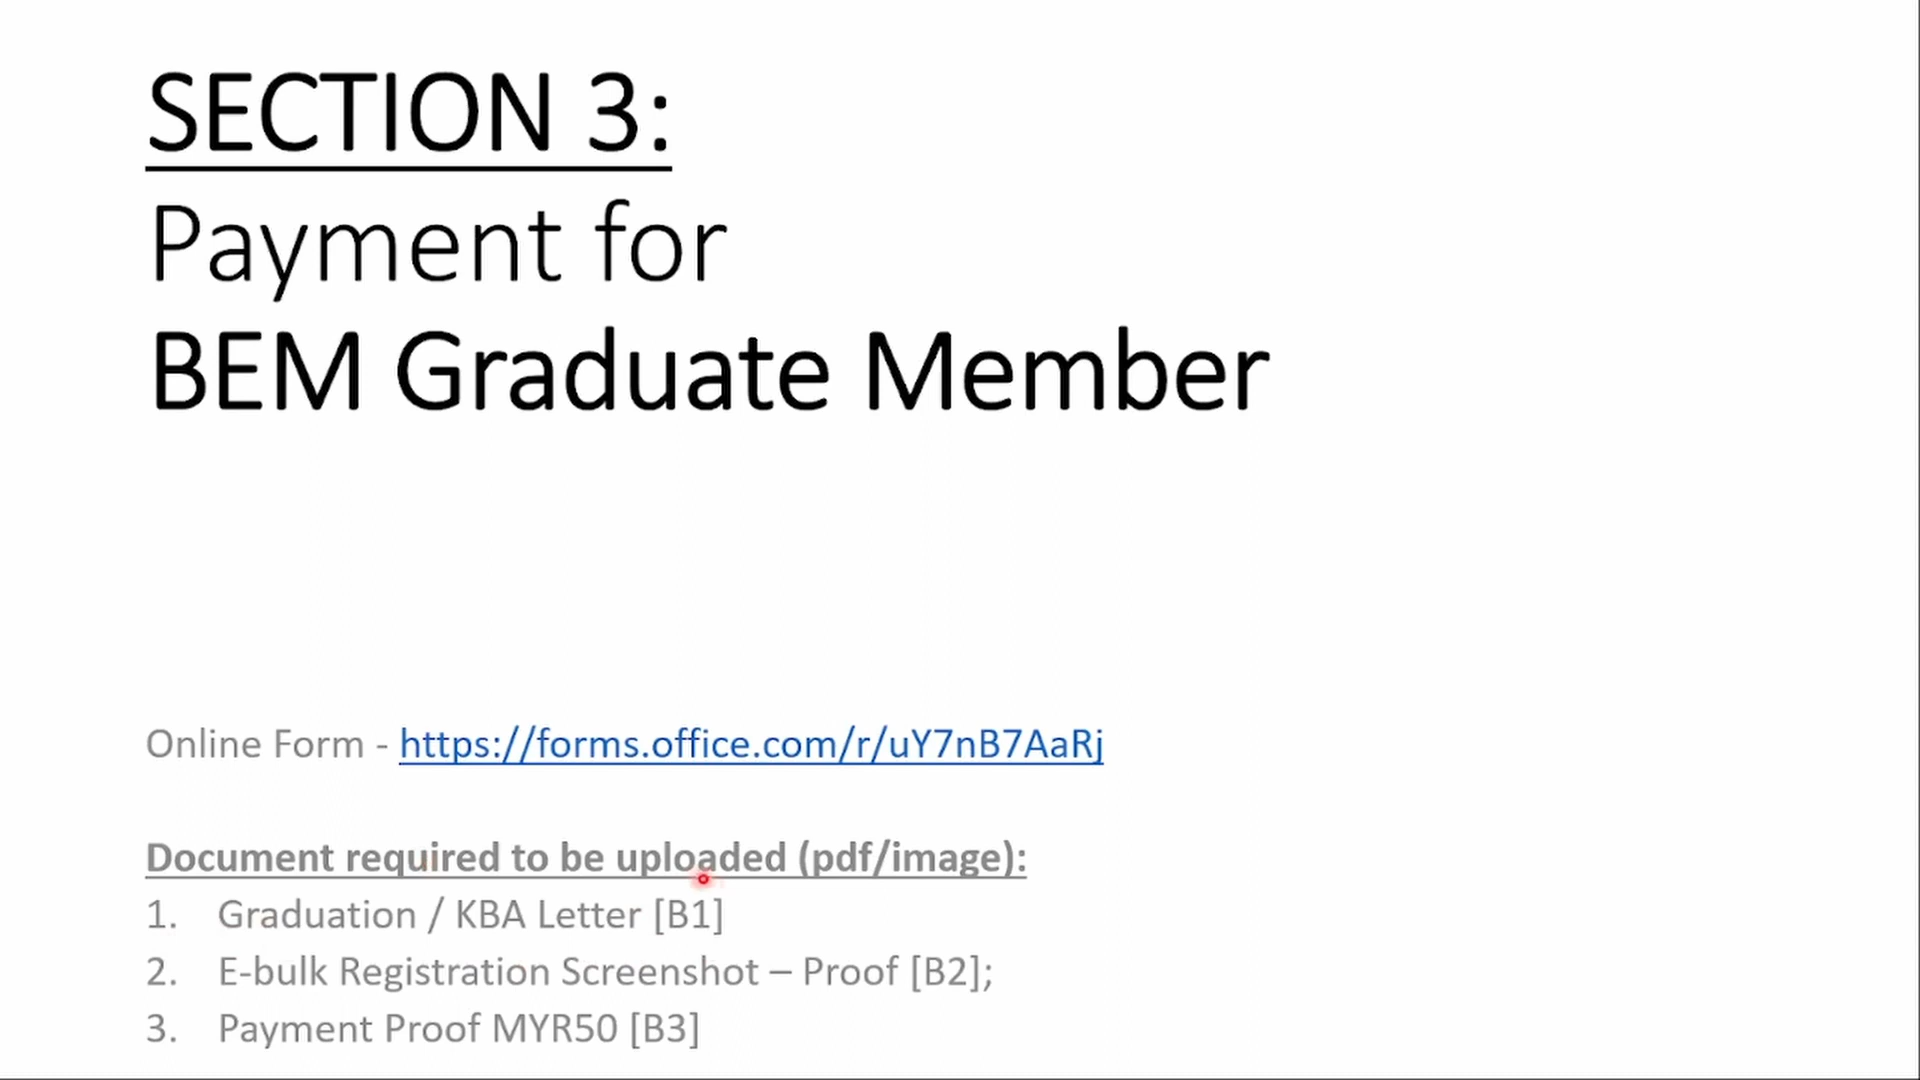 SECTION 3:
Payment for
BEM Graduate Member
Online Form - https://forms.office.com/r/uY7nB7AaRj
Document required to be uploaded (pdf/image):
1. Graduation / KBA Letter [B1]
2. E-bulk Registration Screenshot – Proof [B2];
3. Payment Proof MYR50 [B3]